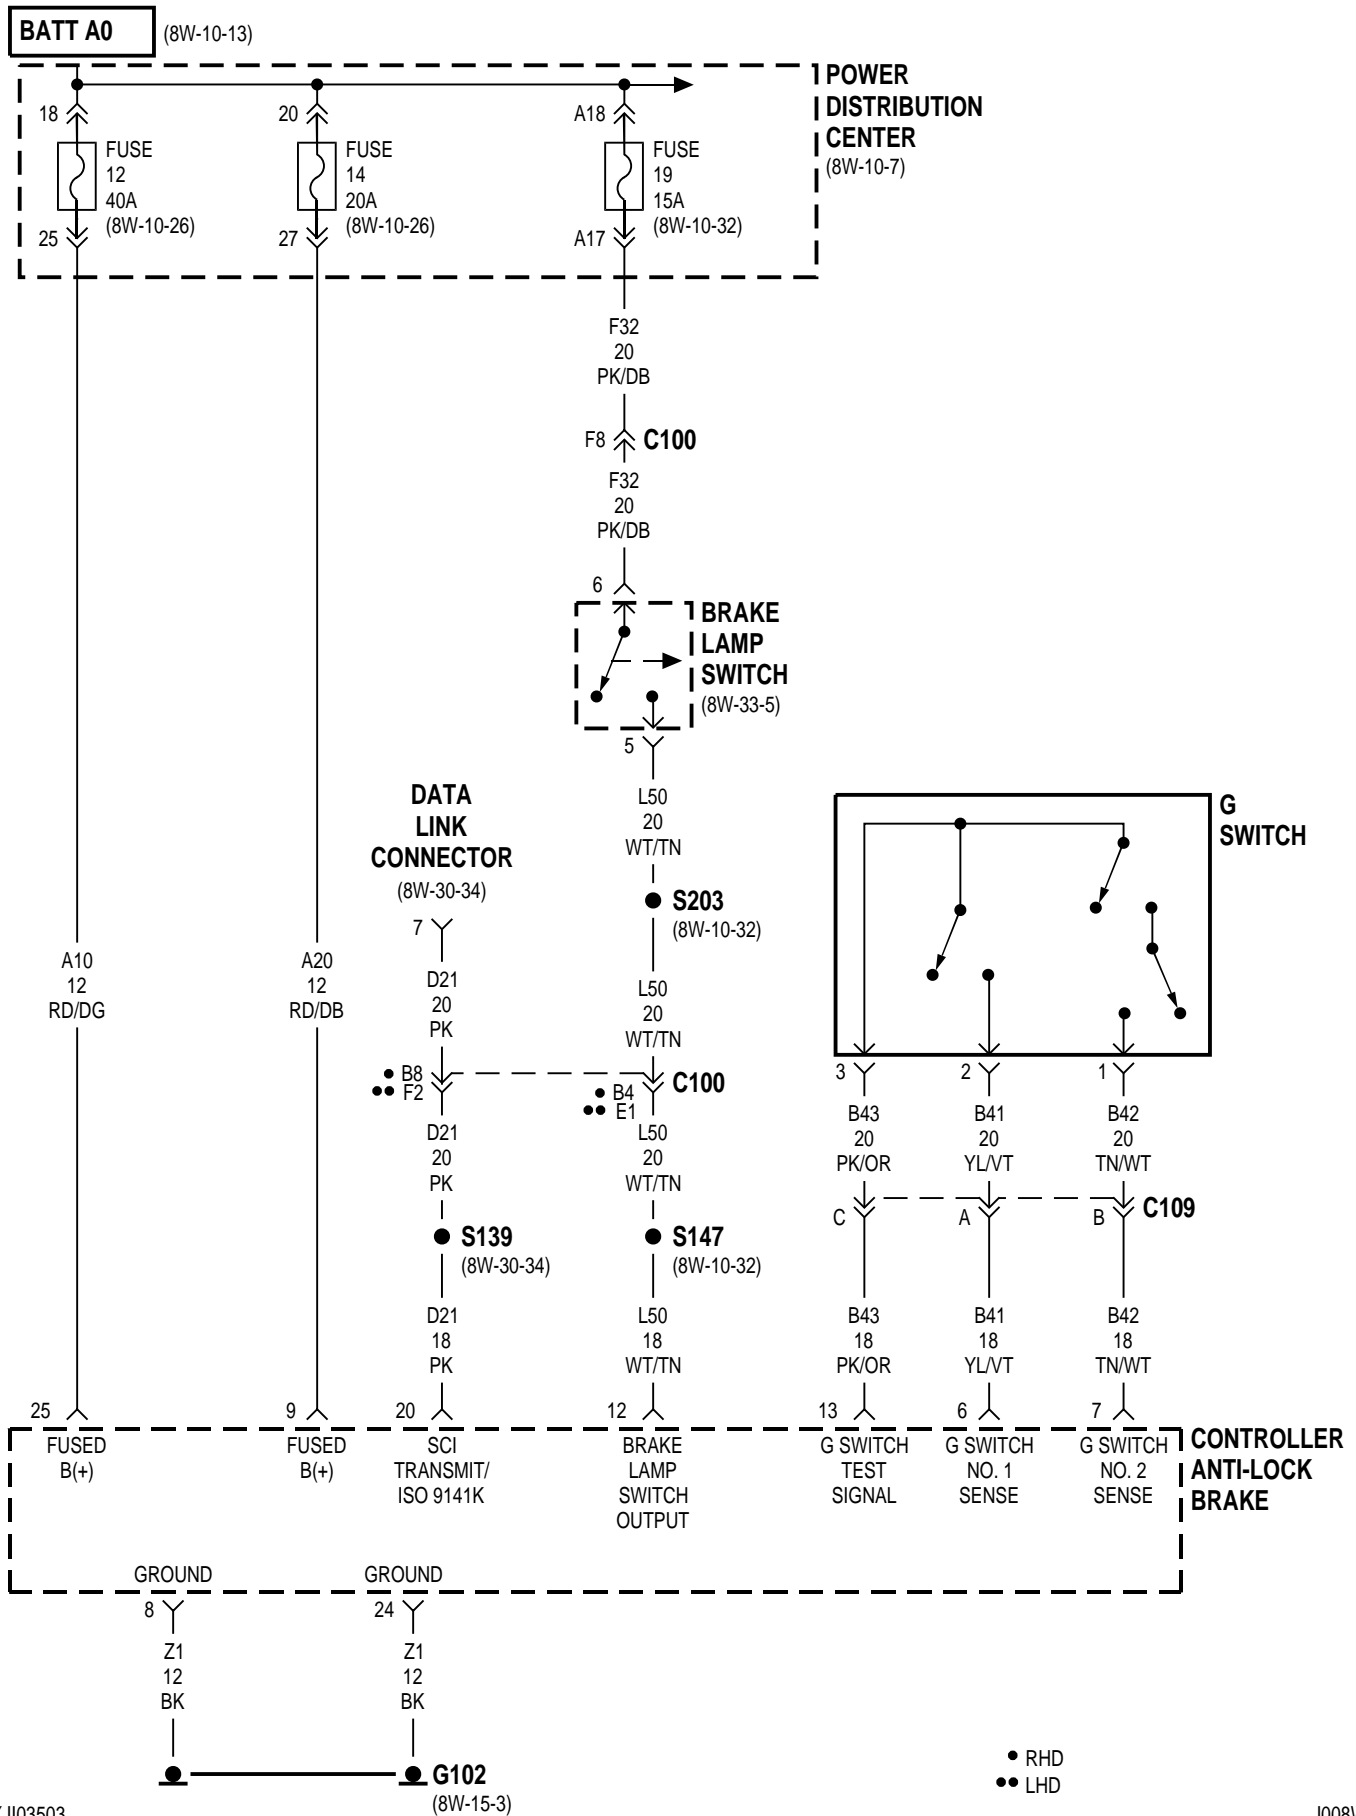 BATT A0 (8W-10-13)
POWER
DISTRIBUTION
CENTER
(8W-10-7)
18
FUSE
12
40A
(8W-10-26)
25
20
FUSE
14
20A
(8W-10-26)
27
A18
FUSE
19
15A
(8W-10-32)
A17
F32
20
PK/DB
F8 C100
F32
20
PK/DB
6
BRAKE
LAMP
SWITCH
(8W-33-5)
5
L50
20
WT/TN
S203
(8W-10-32)
L50
20
WT/TN
DATA
LINK
CONNECTOR
(8W-30-34)
7
D21
20
PK
A10
12
RD/DG
A20
12
RD/DB
G
SWITCH
3 2 1
B8
F2
B4
E1
C100
D21
20
PK
L50
20
WT/TN
B43
20
PK/OR
B41
20
YL/VT
B42
20
TN/WT
C A B C109
S139
(8W-30-34)
S147
(8W-10-32)
D21
18
PK
L50
18
WT/TN
B43
18
PK/OR
B41
18
YL/VT
B42
18
TN/WT
25 9 20 12 13 6 7
FUSED
B(+)
FUSED
B(+)
SCI
TRANSMIT/
ISO 9141K
BRAKE
LAMP
SWITCH
OUTPUT
G SWITCH
TEST
SIGNAL
G SWITCH
NO. 1
SENSE
G SWITCH
NO. 2
SENSE
CONTROLLER
ANTI-LOCK
BRAKE
GROUND GROUND
8 24
Z1
12
BK
Z1
12
BK
G102
(8W-15-3)
RHD
LHD